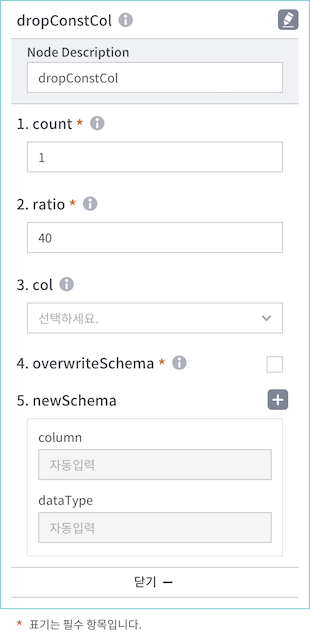 dropConstCol
Node Description
dropConstCol
1. count *
1
2. ratio *
40
3. col
선택하세요.
4. overwriteSchema *
5. newSchema
column
자동입력
dataType
자동입력
닫기
* 표기는 필수 항목입니다.